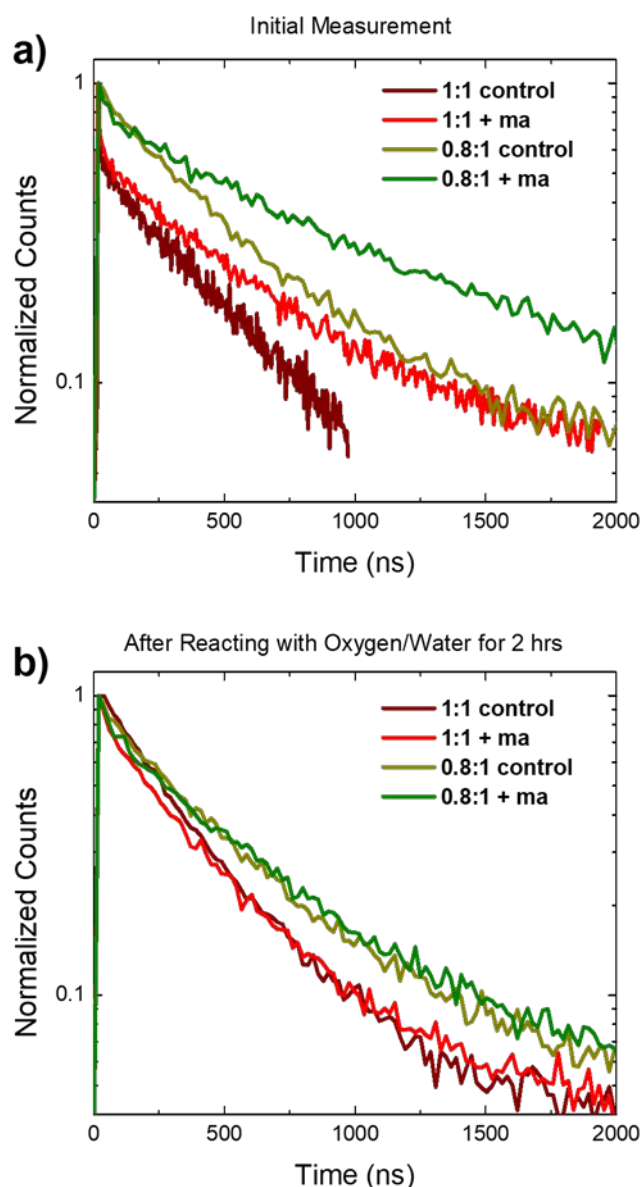 Initial Measurement
a)
1:1 control
1:1 + ma
0.8:1 control
0.8:1 + ma
Normalized Counts
1
0.1
0 500 1000 1500 2000
Time (ns)
After Reacting with Oxygen/Water for 2 hrs
b)
1:1 control
1:1 + ma
0.8:1 control
0.8:1 + ma
Normalized Counts
1
0.1
0 500 1000 1500 2000
Time (ns)